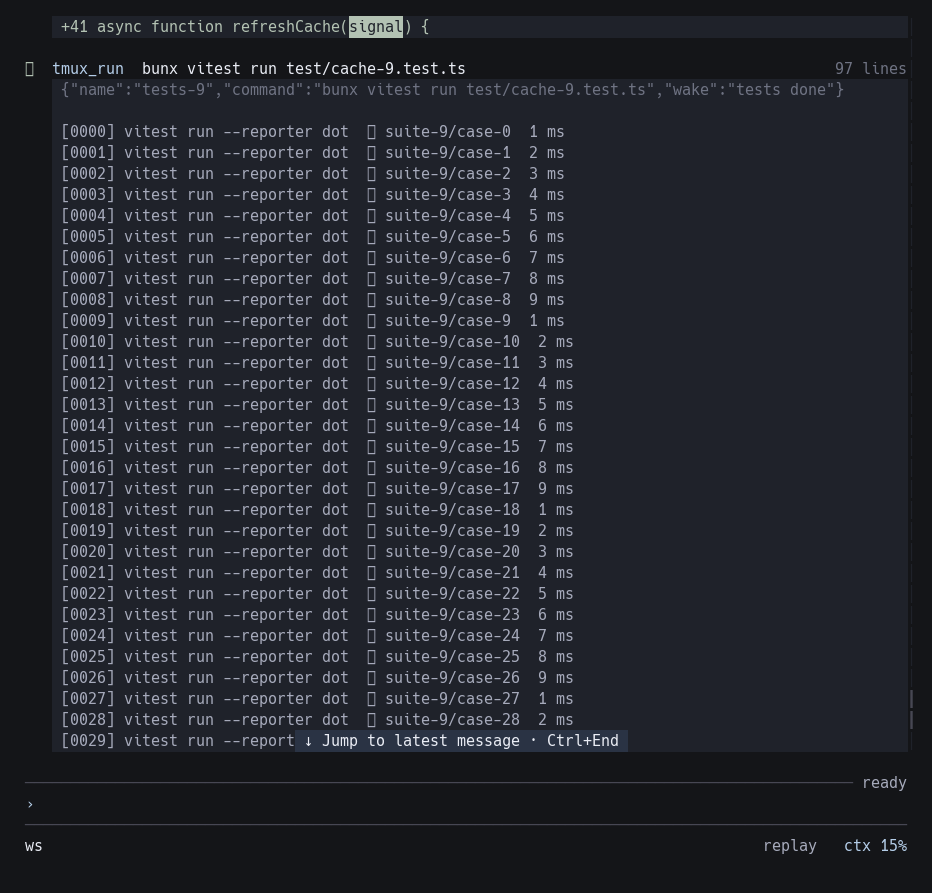 +41 async function refreshCache(signal) {
tmux_run  bunx vitest run test/cache-9.test.ts  97 lines
{"name":"tests-9","command":"bunx vitest run test/cache-9.test.ts","wake":"tests done"}
[0000] vitest run --reporter dot  ▯ suite-9/case-0  1 ms
[0001] vitest run --reporter dot  ▯ suite-9/case-1  2 ms
[0002] vitest run --reporter dot  ▯ suite-9/case-2  3 ms
[0003] vitest run --reporter dot  ▯ suite-9/case-3  4 ms
[0004] vitest run --reporter dot  ▯ suite-9/case-4  5 ms
[0005] vitest run --reporter dot  ▯ suite-9/case-5  6 ms
[0006] vitest run --reporter dot  ▯ suite-9/case-6  7 ms
[0007] vitest run --reporter dot  ▯ suite-9/case-7  8 ms
[0008] vitest run --reporter dot  ▯ suite-9/case-8  9 ms
[0009] vitest run --reporter dot  ▯ suite-9/case-9  1 ms
[0010] vitest run --reporter dot  ▯ suite-9/case-10  2 ms
[0011] vitest run --reporter dot  ▯ suite-9/case-11  3 ms
[0012] vitest run --reporter dot  ▯ suite-9/case-12  4 ms
[0013] vitest run --reporter dot  ▯ suite-9/case-13  5 ms
[0014] vitest run --reporter dot  ▯ suite-9/case-14  6 ms
[0015] vitest run --reporter dot  ▯ suite-9/case-15  7 ms
[0016] vitest run --reporter dot  ▯ suite-9/case-16  8 ms
[0017] vitest run --reporter dot  ▯ suite-9/case-17  9 ms
[0018] vitest run --reporter dot  ▯ suite-9/case-18  1 ms
[0019] vitest run --reporter dot  ▯ suite-9/case-19  2 ms
[0020] vitest run --reporter dot  ▯ suite-9/case-20  3 ms
[0021] vitest run --reporter dot  ▯ suite-9/case-21  4 ms
[0022] vitest run --reporter dot  ▯ suite-9/case-22  5 ms
[0023] vitest run --reporter dot  ▯ suite-9/case-23  6 ms
[0024] vitest run --reporter dot  ▯ suite-9/case-24  7 ms
[0025] vitest run --reporter dot  ▯ suite-9/case-25  8 ms
[0026] vitest run --reporter dot  ▯ suite-9/case-26  9 ms
[0027] vitest run --reporter dot  ▯ suite-9/case-27  1 ms
[0028] vitest run --reporter dot  ▯ suite-9/case-28  2 ms
[0029] vitest run --report ↓ Jump to latest message · Ctrl+End
ready
›
ws  replay  ctx 15%